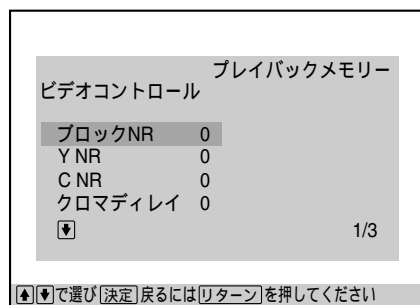 プレイバックメモリー
ビデオコントロール
ブロックNR 0
Y NR 0
C NR 0
クロマディレイ 0
1/3
で選び 決定 戻るには リターン を押してください